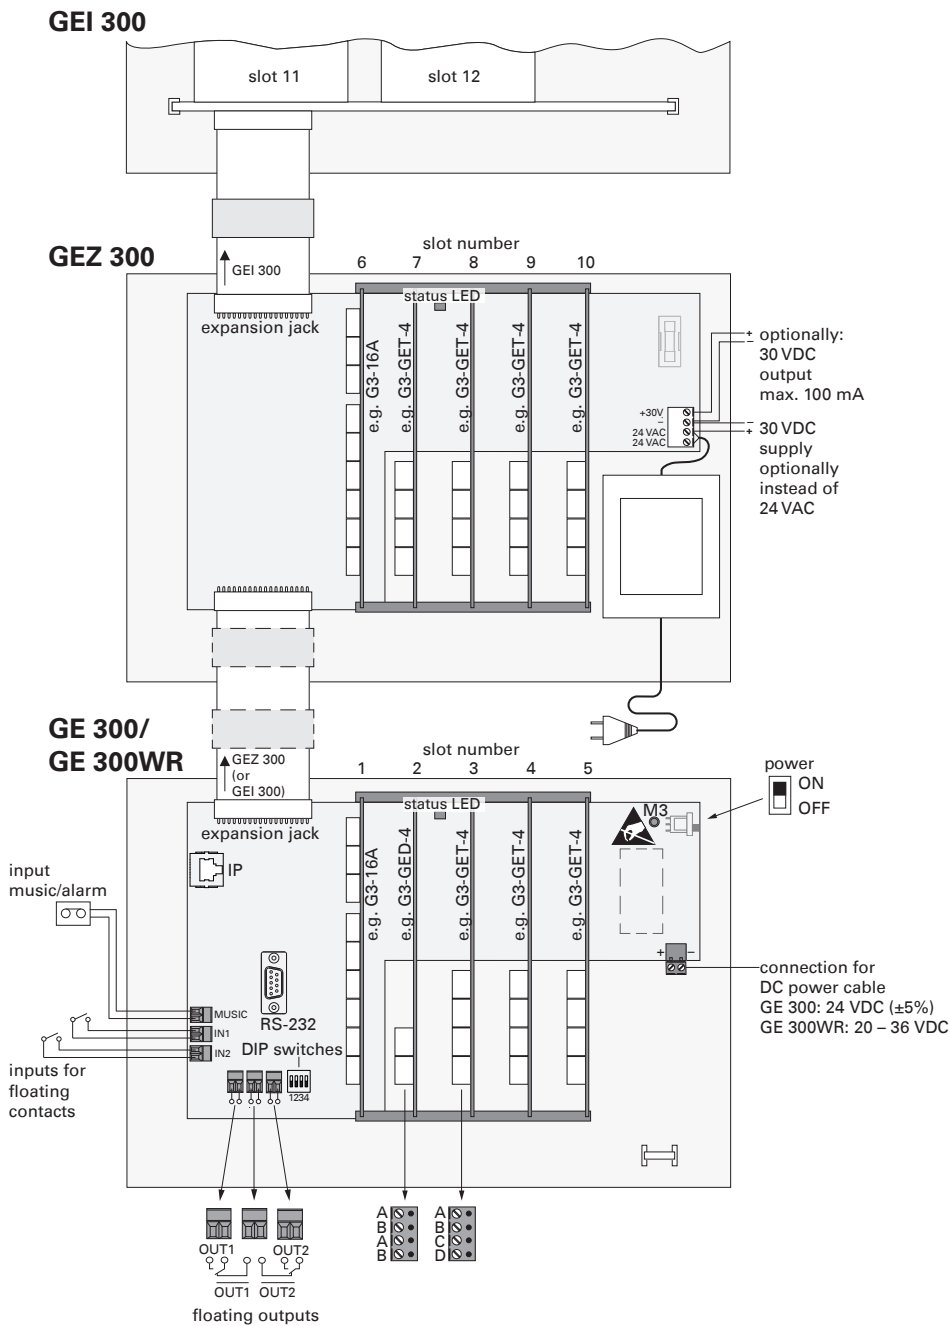 GEI 300
slot 11
slot 12
GEZ 300
slot number
6 7 8 9 10
GEI 300
status LED
expansion jack
e.g. G3-16A
e.g. G3-GET-4
e.g. G3-GET-4
e.g. G3-GET-4
e.g. G3-GET-4
+30V
–
24 VAC
24 VAC
+ optionally:
– 30 VDC
output
max. 100 mA
– 30 VDC
+ supply
optionally
instead of
24 VAC
GE 300/
GE 300WR
slot number
1 2 3 4 5
GEZ 300
(or
GEI 300)
status LED
expansion jack
power
ON
OFF
M3
IP
e.g. G3-16A
e.g. G3-GED-4
e.g. G3-GET-4
e.g. G3-GET-4
e.g. G3-GET-4
input
music/alarm
+ –
connection for
DC power cable
GE 300: 24 VDC (±5%)
GE 300WR: 20 – 36 VDC
MUSIC
RS-232
IN1
IN2
DIP switches
1234
inputs for
floating
contacts
A
B
A
B
A
B
C
D
OUT1 OUT2
OUT1 OUT2
floating outputs